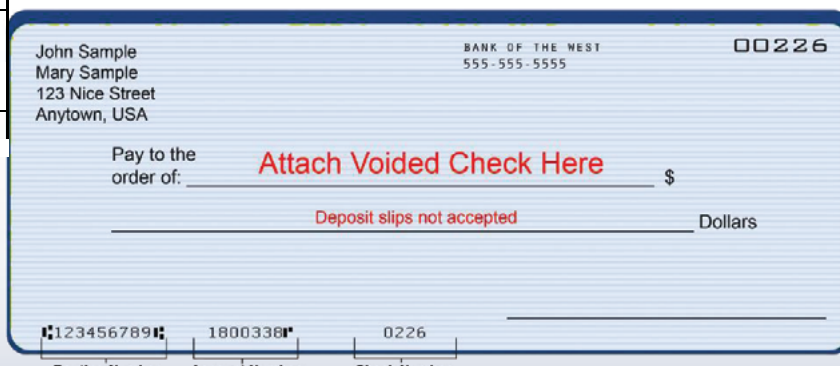 John Sample
Mary Sample
123 Nice Street
Anytown, USA
BANK OF THE WEST
555-555-5555
00226
Pay to the
order of:
Attach Voided Check Here
$
Deposit slips not accepted
Dollars
⑆123456789⑆ 1800338⑈ 0226